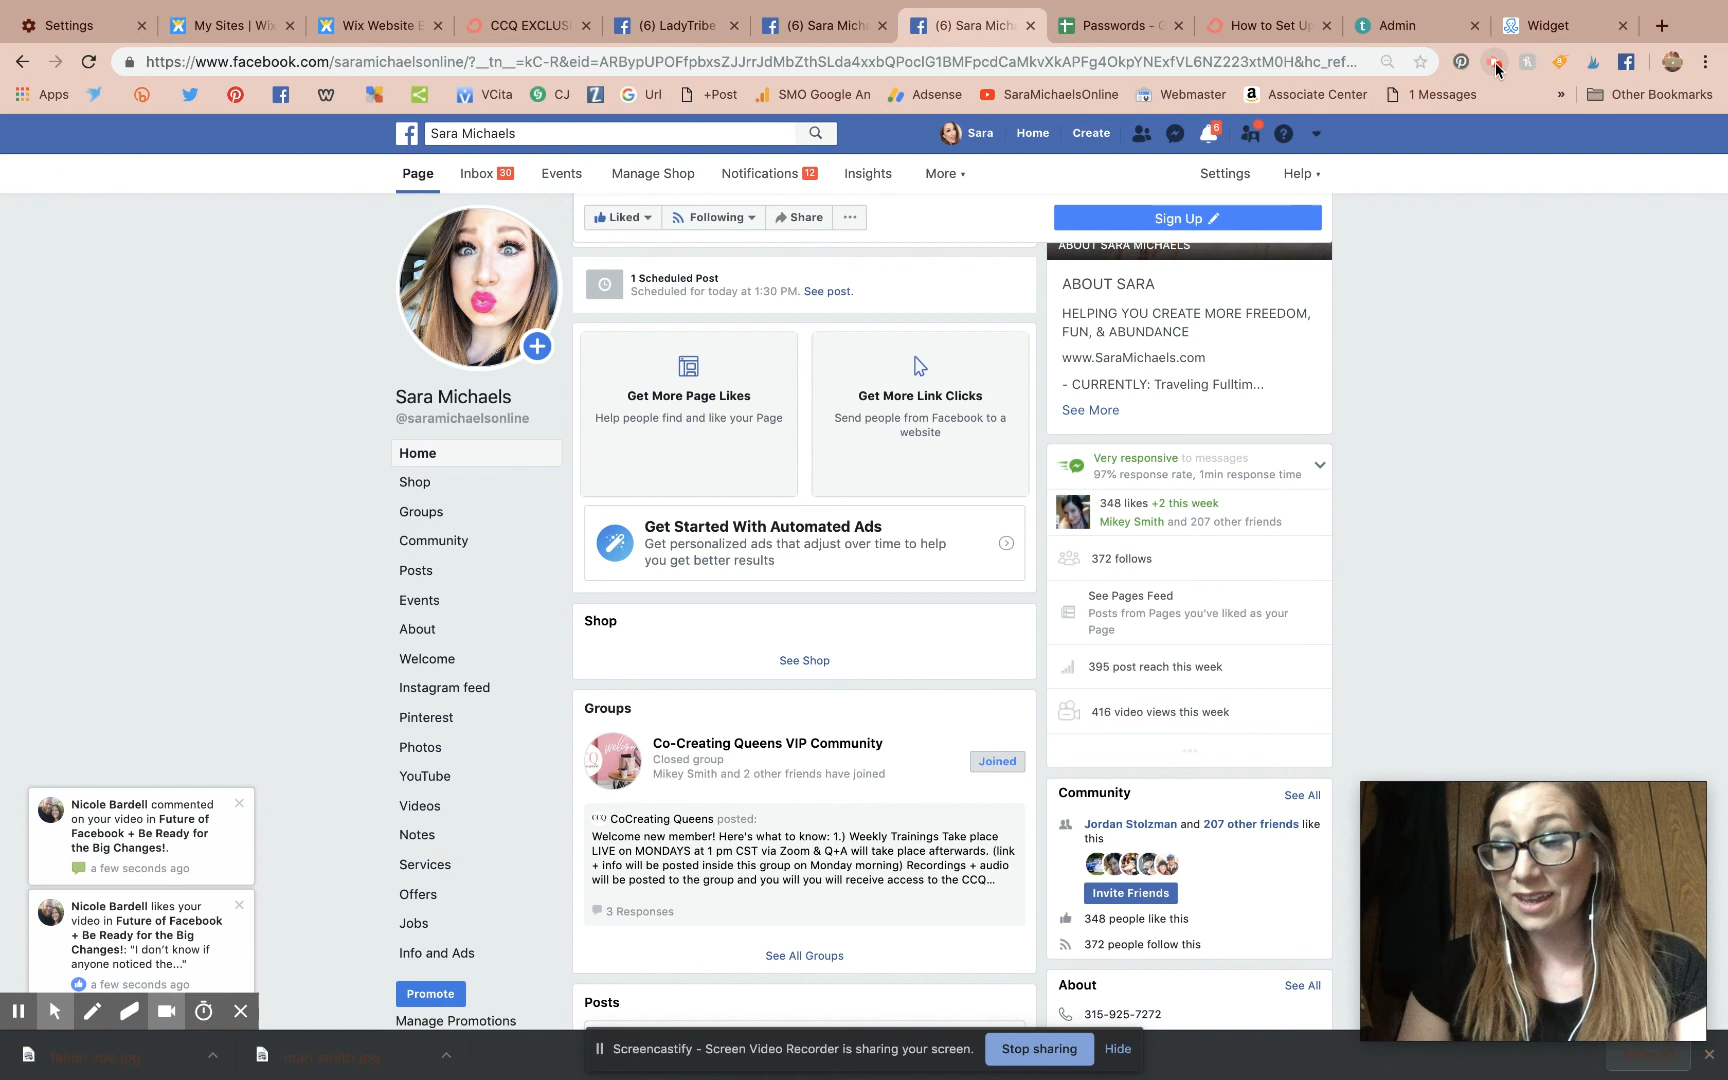 Settings
My Sites | Wix
Wix Website E
CCQ EXCLUSI
(6) LadyTribe
(6) Sara Mich
(6) Sara Mich
Passwords - G
How to Set Up
Admin
Widget
https://www.facebook.com/saramichaelsonline/?__tn__=kC-R&eid=ARBypUPOFfpbxsZJJrrJdMbZthSLda4xxbQPocIG1BMFpcdCaMkvXkAPFg4OkpYNExfVL6NZ223xtM0H&hc_ref...
Apps
VCita
CJ
Url
+Post
SMO Google An
Adsense
SaraMichaelsOnline
Webmaster
Associate Center
1 Messages
»
Other Bookmarks
Sara Michaels
Sara
Home
Create
6
Page
Inbox 30
Events
Manage Shop
Notifications 12
Insights
More
Settings
Help
Liked
Following
Share
Sign Up
Sara Michaels
@saramichaelsonline
Home
Shop
Groups
Community
Posts
Events
About
Welcome
Instagram feed
Pinterest
Photos
YouTube
Videos
Notes
Services
Offers
Jobs
Info and Ads
Promote
Manage Promotions
1 Scheduled Post
Scheduled for today at 1:30 PM. See post.
Get More Page Likes
Help people find and like your Page
Get More Link Clicks
Send people from Facebook to a
website
Get Started With Automated Ads
Get personalized ads that adjust over time to help
you get better results
Shop
See Shop
Groups
Co-Creating Queens VIP Community
Closed group
Mikey Smith and 2 other friends have joined
Joined
CCQ CoCreating Queens posted:
Welcome new member! Here's what to know: 1.) Weekly Trainings Take place
LIVE on MONDAYS at 1 pm CST via Zoom & Q+A will take place afterwards. (link
+ info will be posted inside this group on Monday morning) Recordings + audio
will be posted to the group and you will you will receive access to the CCQ...
3 Responses
See All Groups
Posts
ABOUT SARA MICHAELS
ABOUT SARA
HELPING YOU CREATE MORE FREEDOM,
FUN, & ABUNDANCE
www.SaraMichaels.com
- CURRENTLY: Traveling Fulltim...
See More
Very responsive to messages
97% response rate, 1min response time
348 likes +2 this week
Mikey Smith and 207 other friends
372 follows
See Pages Feed
Posts from Pages you've liked as your
Page
395 post reach this week
416 video views this week
Community
See All
Jordan Stolzman and 207 other friends like
this
Invite Friends
348 people like this
372 people follow this
About
See All
315-925-7272
Nicole Bardell commented
on your video in Future of
Facebook + Be Ready for
the Big Changes!.
a few seconds ago
Nicole Bardell likes your
video in Future of Facebook
+ Be Ready for the Big
Changes!: "I don't know if
anyone noticed the..."
a few seconds ago
Screencastify - Screen Video Recorder is sharing your screen.
Stop sharing
Hide